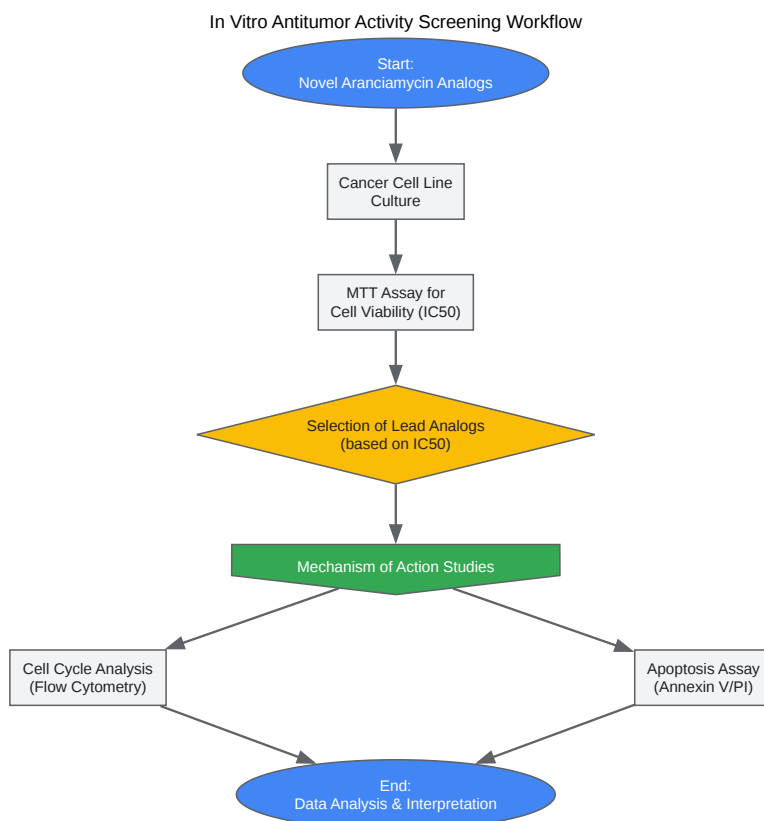 In Vitro Antitumor Activity Screening Workflow
Start:
Novel Aranciamycin Analogs
Cancer Cell Line
Culture
MTT Assay for
Cell Viability (IC50)
Selection of Lead Analogs
(based on IC50)
Mechanism of Action Studies
Cell Cycle Analysis
(Flow Cytometry)
Apoptosis Assay
(Annexin V/PI)
End:
Data Analysis & Interpretation